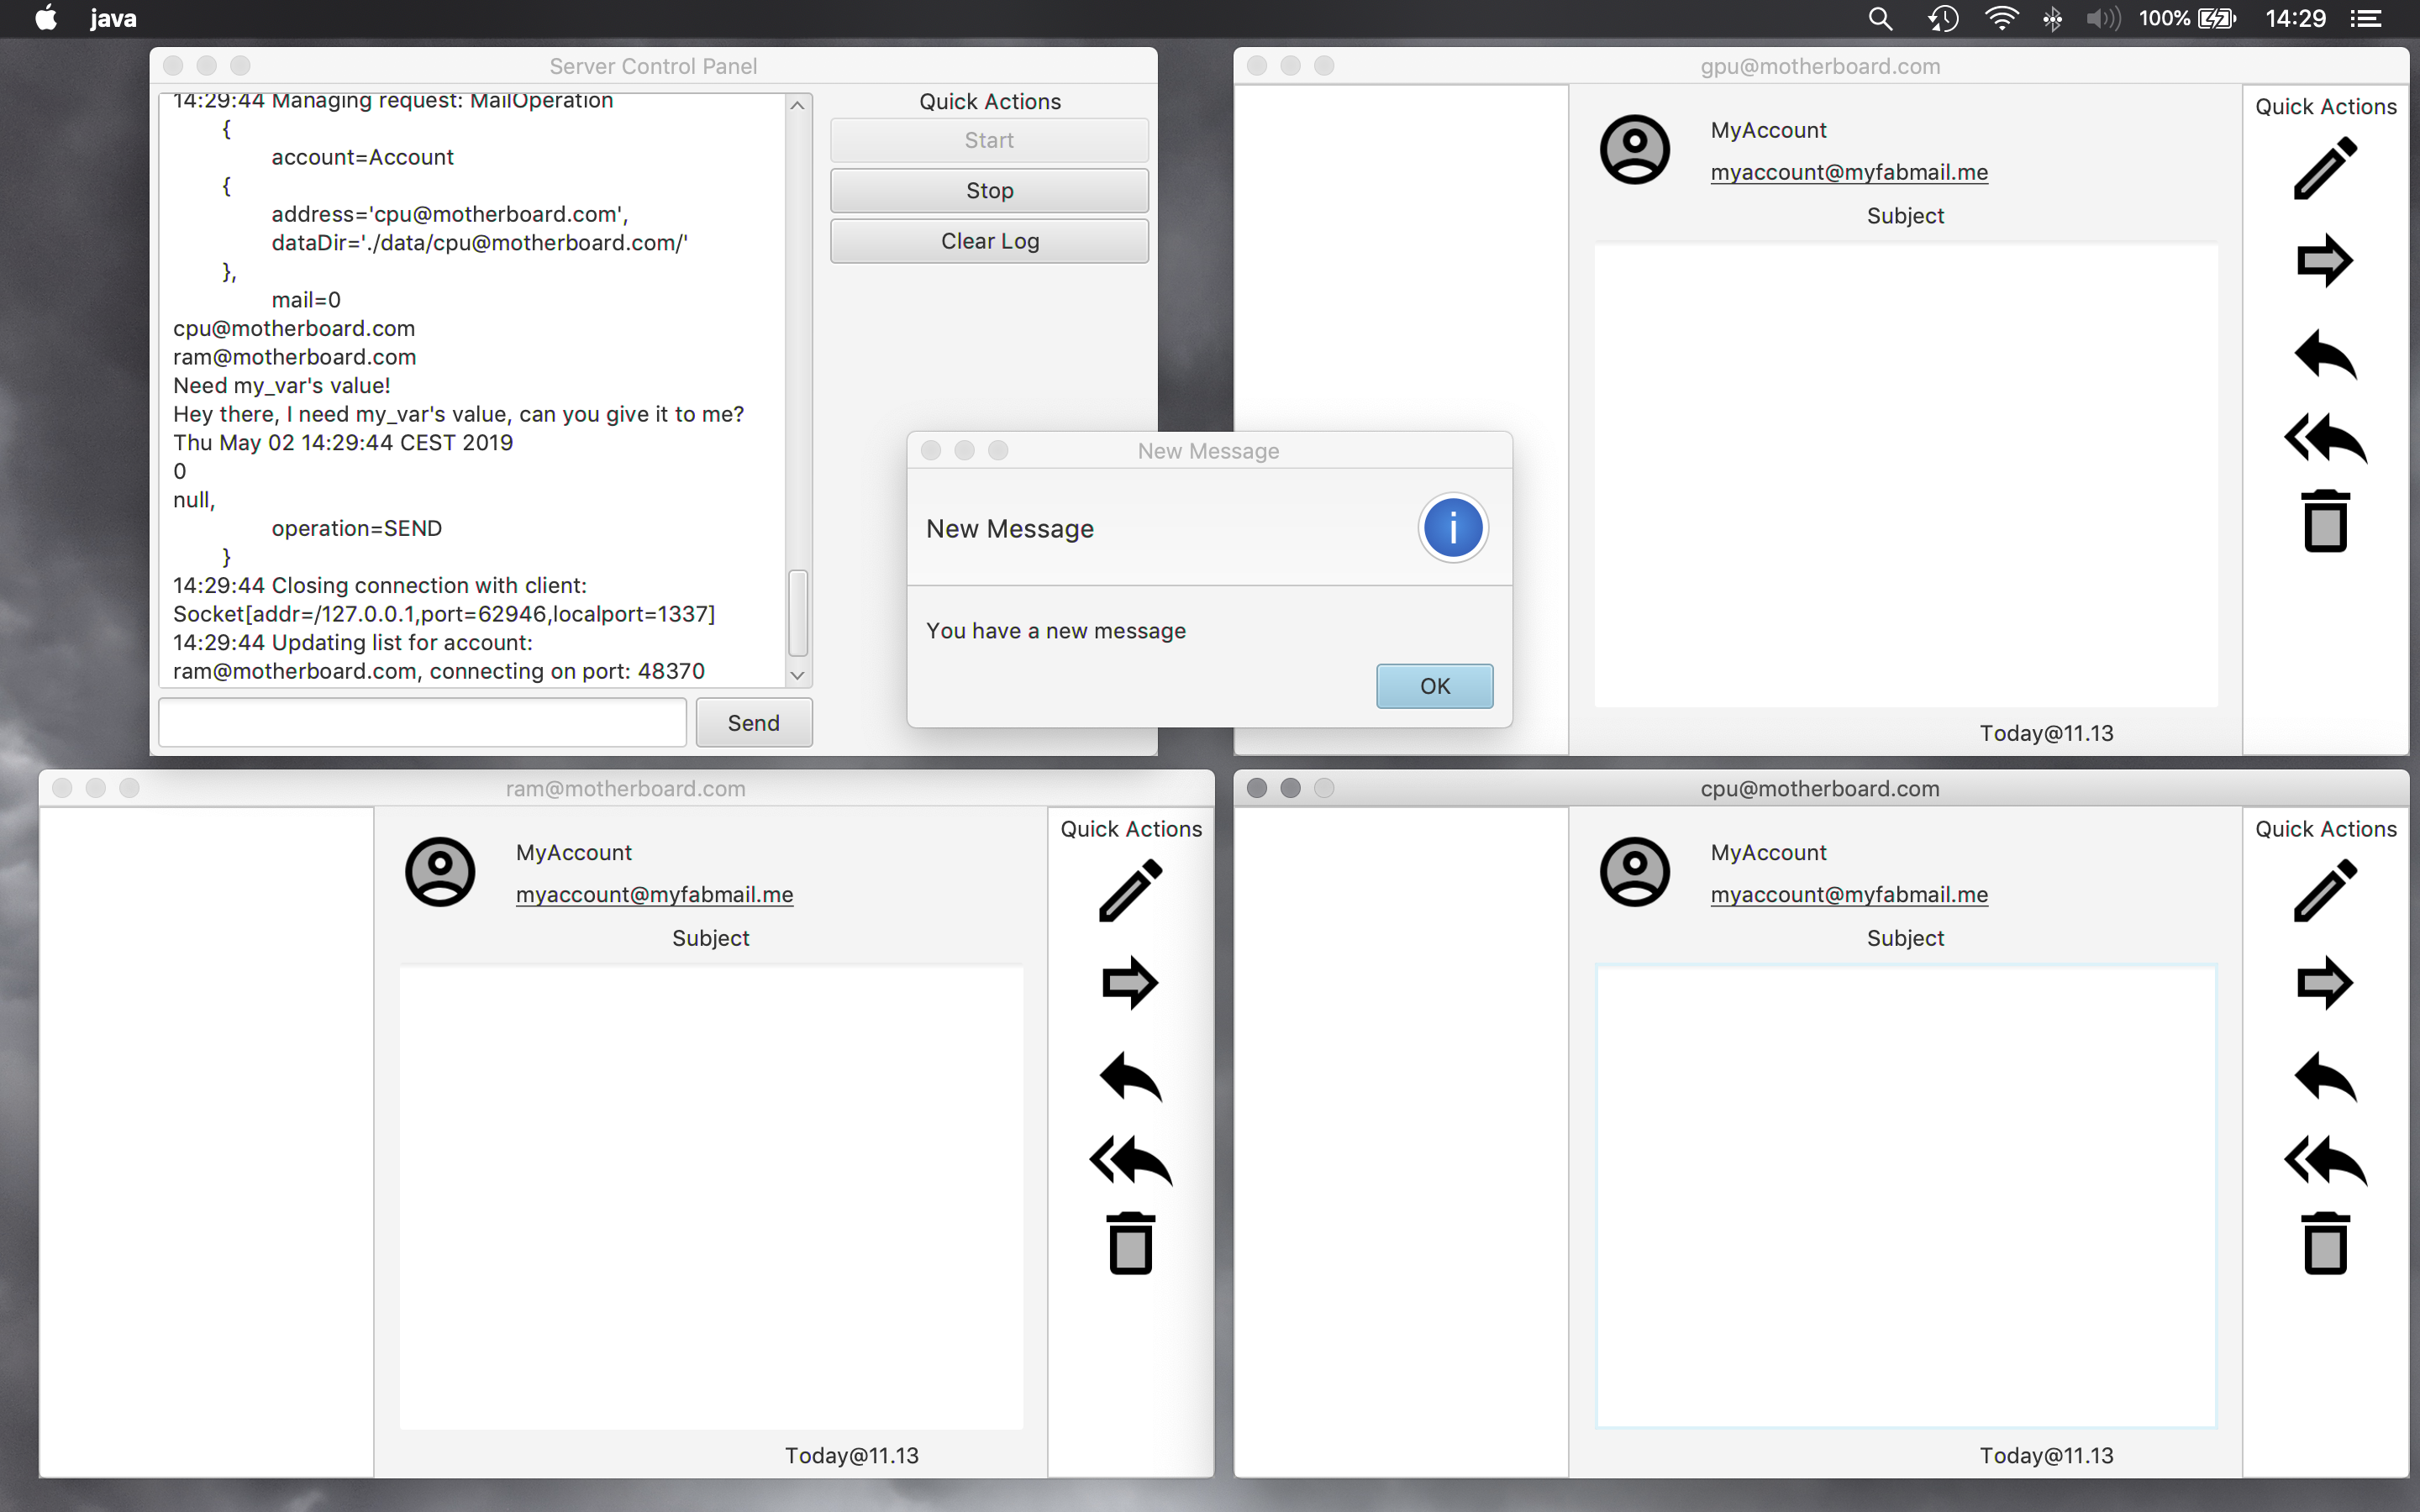 java
100%
14:29
Server Control Panel
14:29:44 Managing request: MailOperation
{
account=Account
{
address='cpu@motherboard.com',
dataDir='./data/cpu@motherboard.com/'
},
mail=0
cpu@motherboard.com
ram@motherboard.com
Need my_var's value!
Hey there, I need my_var's value, can you give it to me?
Thu May 02 14:29:44 CEST 2019
0
null,
operation=SEND
}
14:29:44 Closing connection with client:
Socket[addr=/127.0.0.1,port=62946,localport=1337]
14:29:44 Updating list for account:
ram@motherboard.com, connecting on port: 48370
Send
Quick Actions
Start
Stop
Clear Log
gpu@motherboard.com
MyAccount
myaccount@myfabmail.me
Subject
Today@11.13
Quick Actions
New Message
New Message
i
You have a new message
OK
ram@motherboard.com
MyAccount
myaccount@myfabmail.me
Subject
Today@11.13
Quick Actions
cpu@motherboard.com
MyAccount
myaccount@myfabmail.me
Subject
Today@11.13
Quick Actions